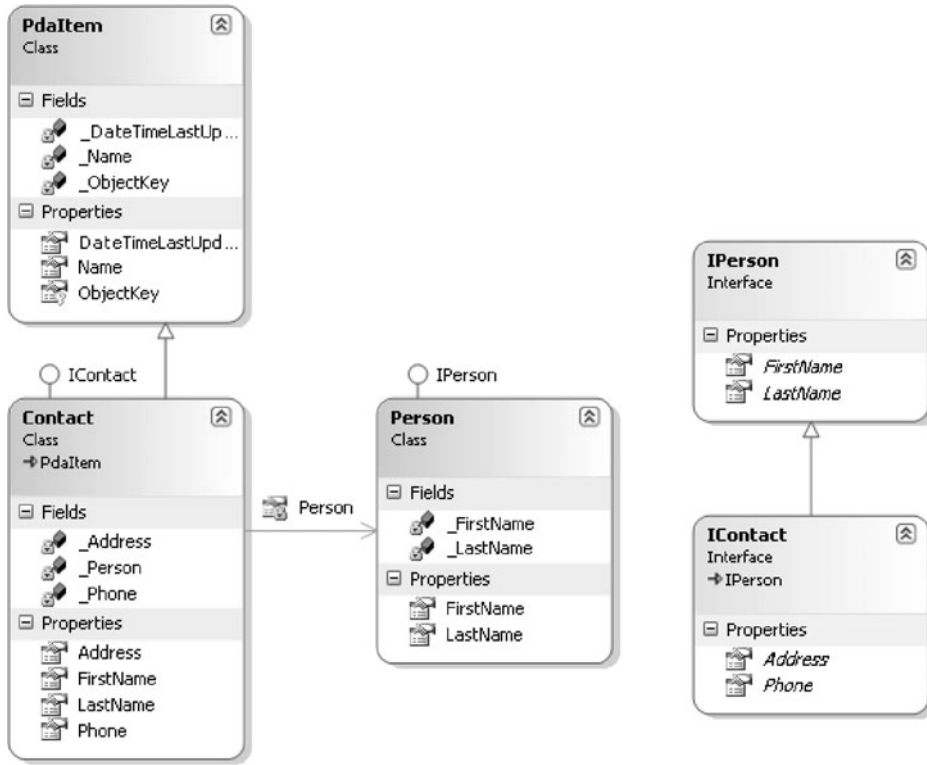 PdaItem
Class
Fields
_DateTimeLastUp...
_Name
_ObjectKey
Properties
DateTimeLastUpd...
Name
ObjectKey
IContact
Contact
Class
PdaItem
Fields
_Address
_Person
_Phone
Properties
Address
FirstName
LastName
Phone
Person
IPerson
Person
Class
Fields
_FirstName
_LastName
Properties
FirstName
LastName
IPerson
Interface
Properties
FirstName
LastName
IContact
Interface
IPerson
Properties
Address
Phone